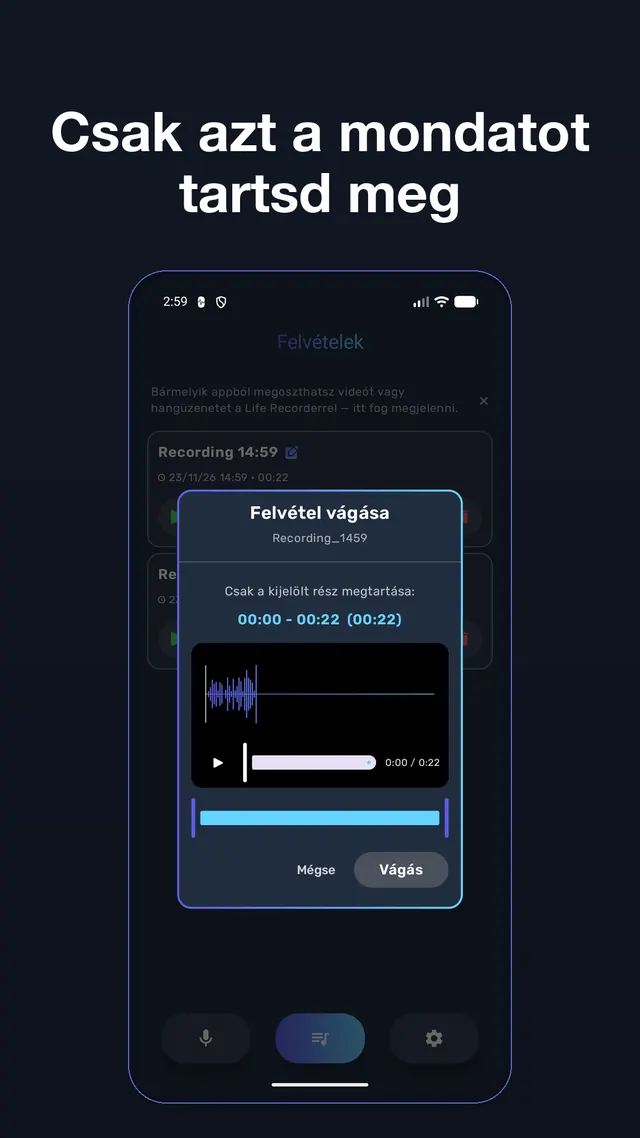 Csak azt a mondatot
tartsd meg
2:59
Felvételek
Bármelyik appból megoszthatsz videót vagy
hangüzenetet a Life Recorderrel — itt fog megjelenni.
Recording 14:59
23/11/26 14:59 • 00:22
Felvétel vágása
Recording_1459
Re
2
Csak a kijelölt rész megtartása:
00:00 - 00:22 (00:22)
0:00 / 0:22
Mégse
Vágás